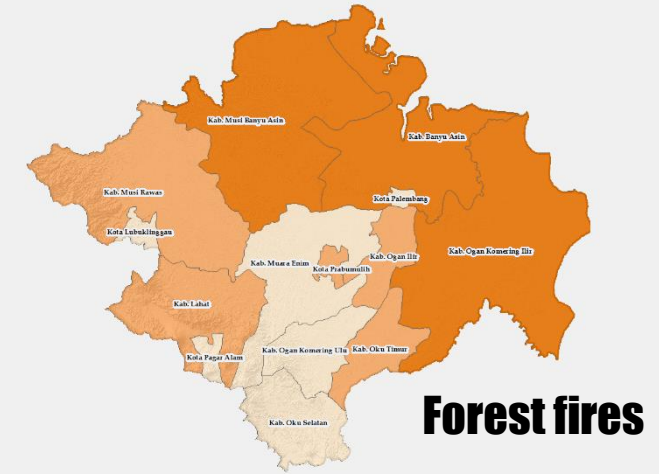 Kab. Musi Banyu Asin
Kab. Banyu Asin
Kab. Musi Rawas
Kota Palembang
Kota Lubuklinggau
Kab. Ogan Ilir
Kab. Ogan Komering Ilir
Kab. Muara Enim
Kota Prabumulih
Kab. Lahat
Kab. Ogan Komering Ulu
Kab. Oku Timur
Kota Pagar Alam
Forest fires
Kab. Oku Selatan